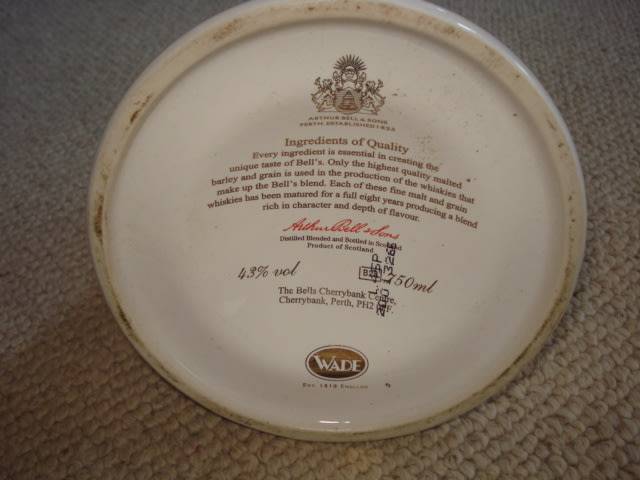 ARTHUR BELL & SONS
PERTH, ESTABLISHED 1825
Ingredients of Quality
Every ingredient is essential in creating the
unique taste of Bell's. Only the highest quality malted
barley and grain is used in the production of the whiskies that
make up the Bell's blend. Each of these fine malt and grain
whiskies has been matured for a full eight years producing a blend
rich in character and depth of flavour.
Arthur Bell & Sons
Distilled Blended and Bottled in Scotland
Product of Scotland
43% vol
750ml
The Bells Cherrybank Centre,
Cherrybank, Perth, PH2
WADE
EST. 1810 ENGLAND